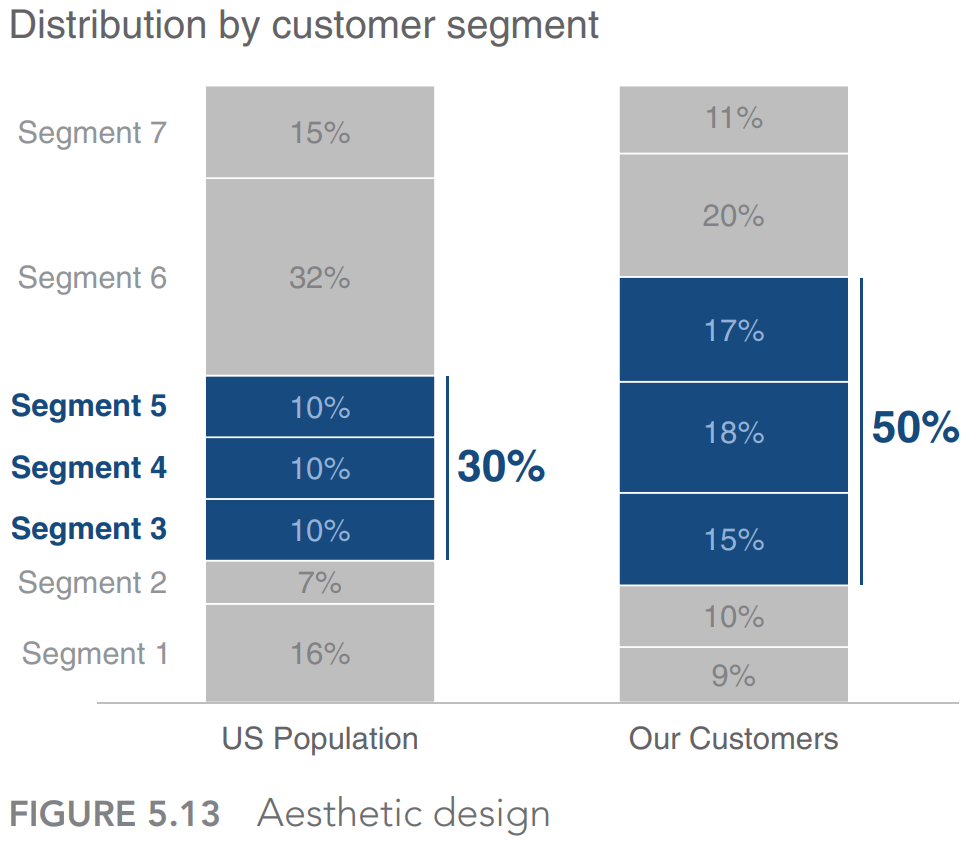 Distribution by customer segment
Segment 7 15% 11%
Segment 6 32% 20%
Segment 5 10% 17%
Segment 4 10% 30% 18% 50%
Segment 3 10% 15%
Segment 2 7% 10%
Segment 1 16% 9%
US Population Our Customers
FIGURE 5.13 Aesthetic design